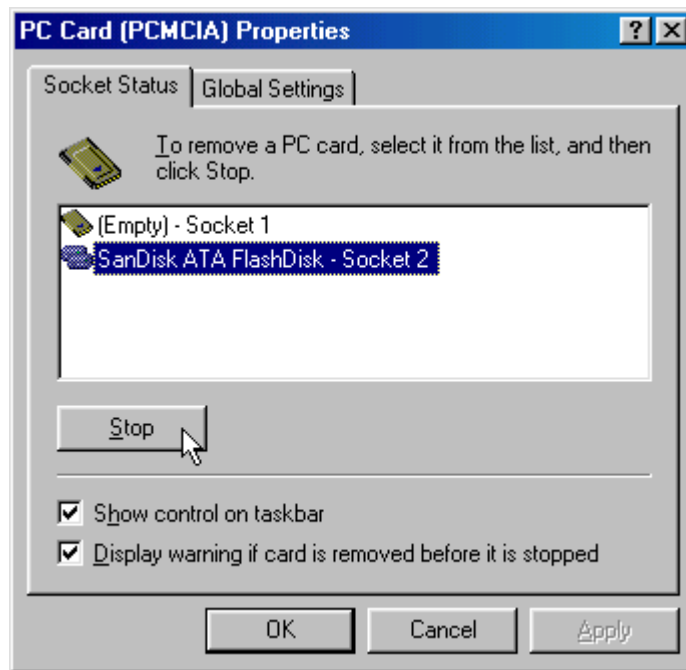 PC Card (PCMCIA) Properties
Socket Status
Global Settings
To remove a PC card, select it from the list, and then
click Stop.
(Empty) - Socket 1
SanDisk ATA FlashDisk - Socket 2
Stop
Show control on taskbar
Display warning if card is removed before it is stopped
OK
Cancel
Apply